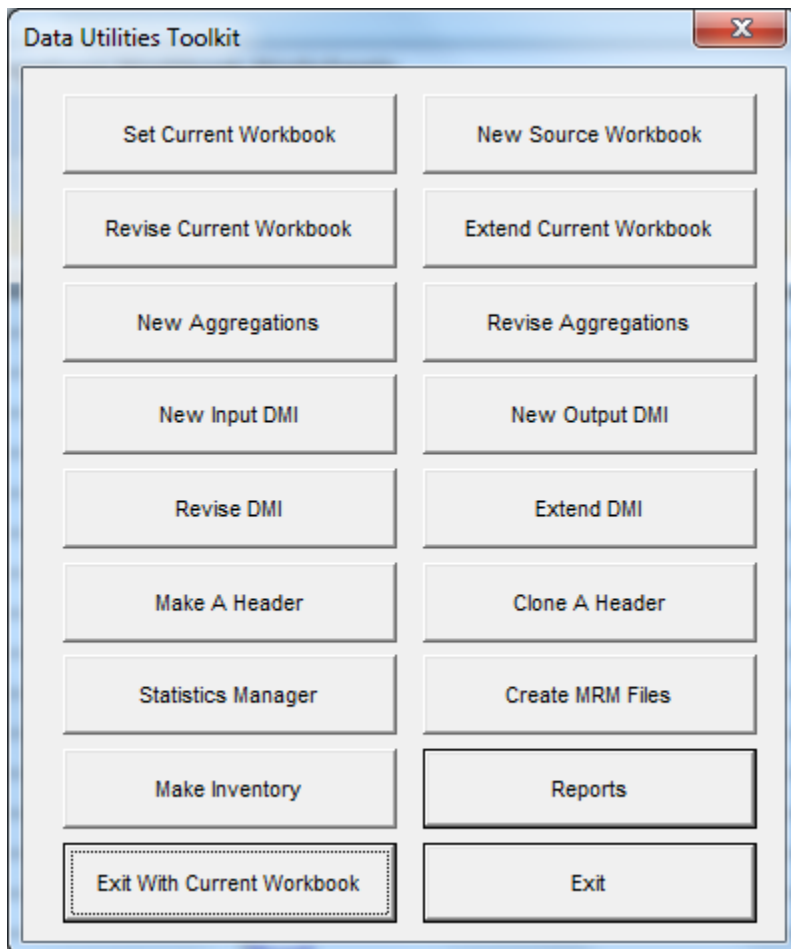 Data Utilities Toolkit
Set Current Workbook
New Source Workbook
Revise Current Workbook
Extend Current Workbook
New Aggregations
Revise Aggregations
New Input DMI
New Output DMI
Revise DMI
Extend DMI
Make A Header
Clone A Header
Statistics Manager
Create MRM Files
Make Inventory
Reports
Exit With Current Workbook
Exit